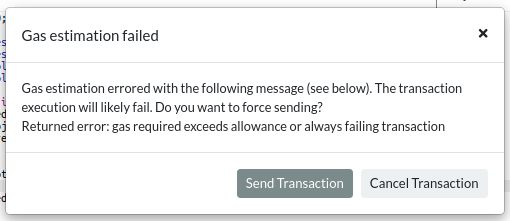 Gas estimation failed
Gas estimation errored with the following message (see below). The transaction
execution will likely fail. Do you want to force sending?
Returned error: gas required exceeds allowance or always failing transaction
Send Transaction
Cancel Transaction